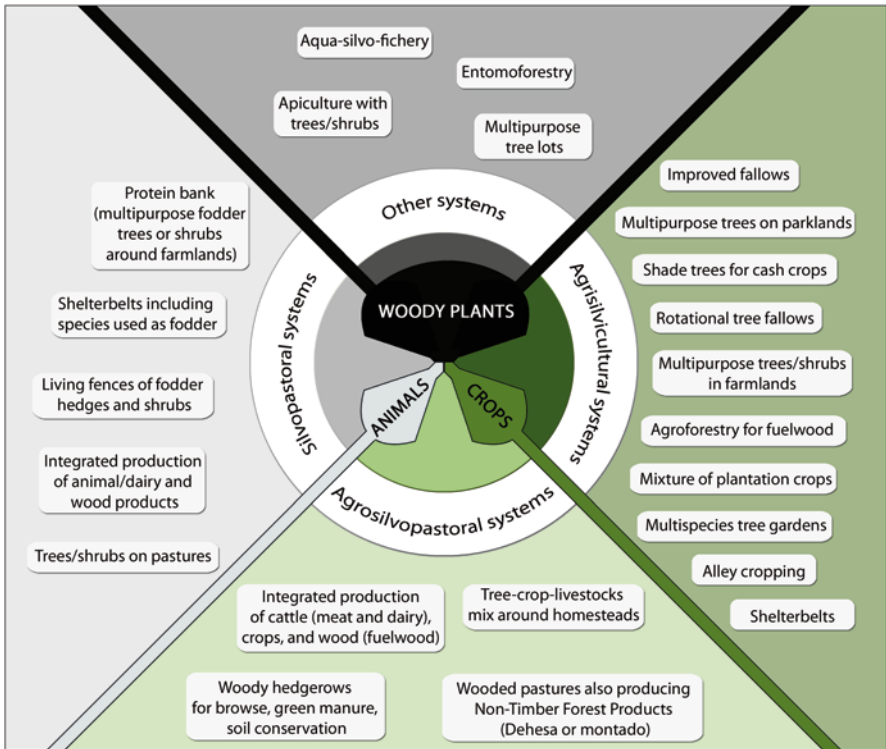 Aqua-silvo-fichery
Entomoforestry
Apiculture with
trees/shrubs
Multipurpose
tree lots
Other systems
Protein bank
(multipurpose fodder
trees or shrubs
around farmlands)
Shelterbelts including
species used as fodder
Living fences of fodder
hedges and shrubs
Integrated production
of animal/dairy and
wood products
Trees/shrubs on pastures
Silvopastoral systems
WOODY PLANTS
ANIMALS
CROPS
Agrisilvicultural systems
Improved fallows
Multipurpose trees on parklands
Shade trees for cash crops
Rotational tree fallows
Multipurpose trees/shrubs
in farmlands
Agroforestry for fuelwood
Mixture of plantation crops
Multispecies tree gardens
Alley cropping
Shelterbelts
Agrosilvopastoral systems
Integrated production
of cattle (meat and dairy),
crops, and wood (fuelwood)
Tree-crop-livestocks
mix around homesteads
Woody hedgerows
for browse, green manure,
soil conservation
Wooded pastures also producing
Non-Timber Forest Products
(Dehesa or montado)